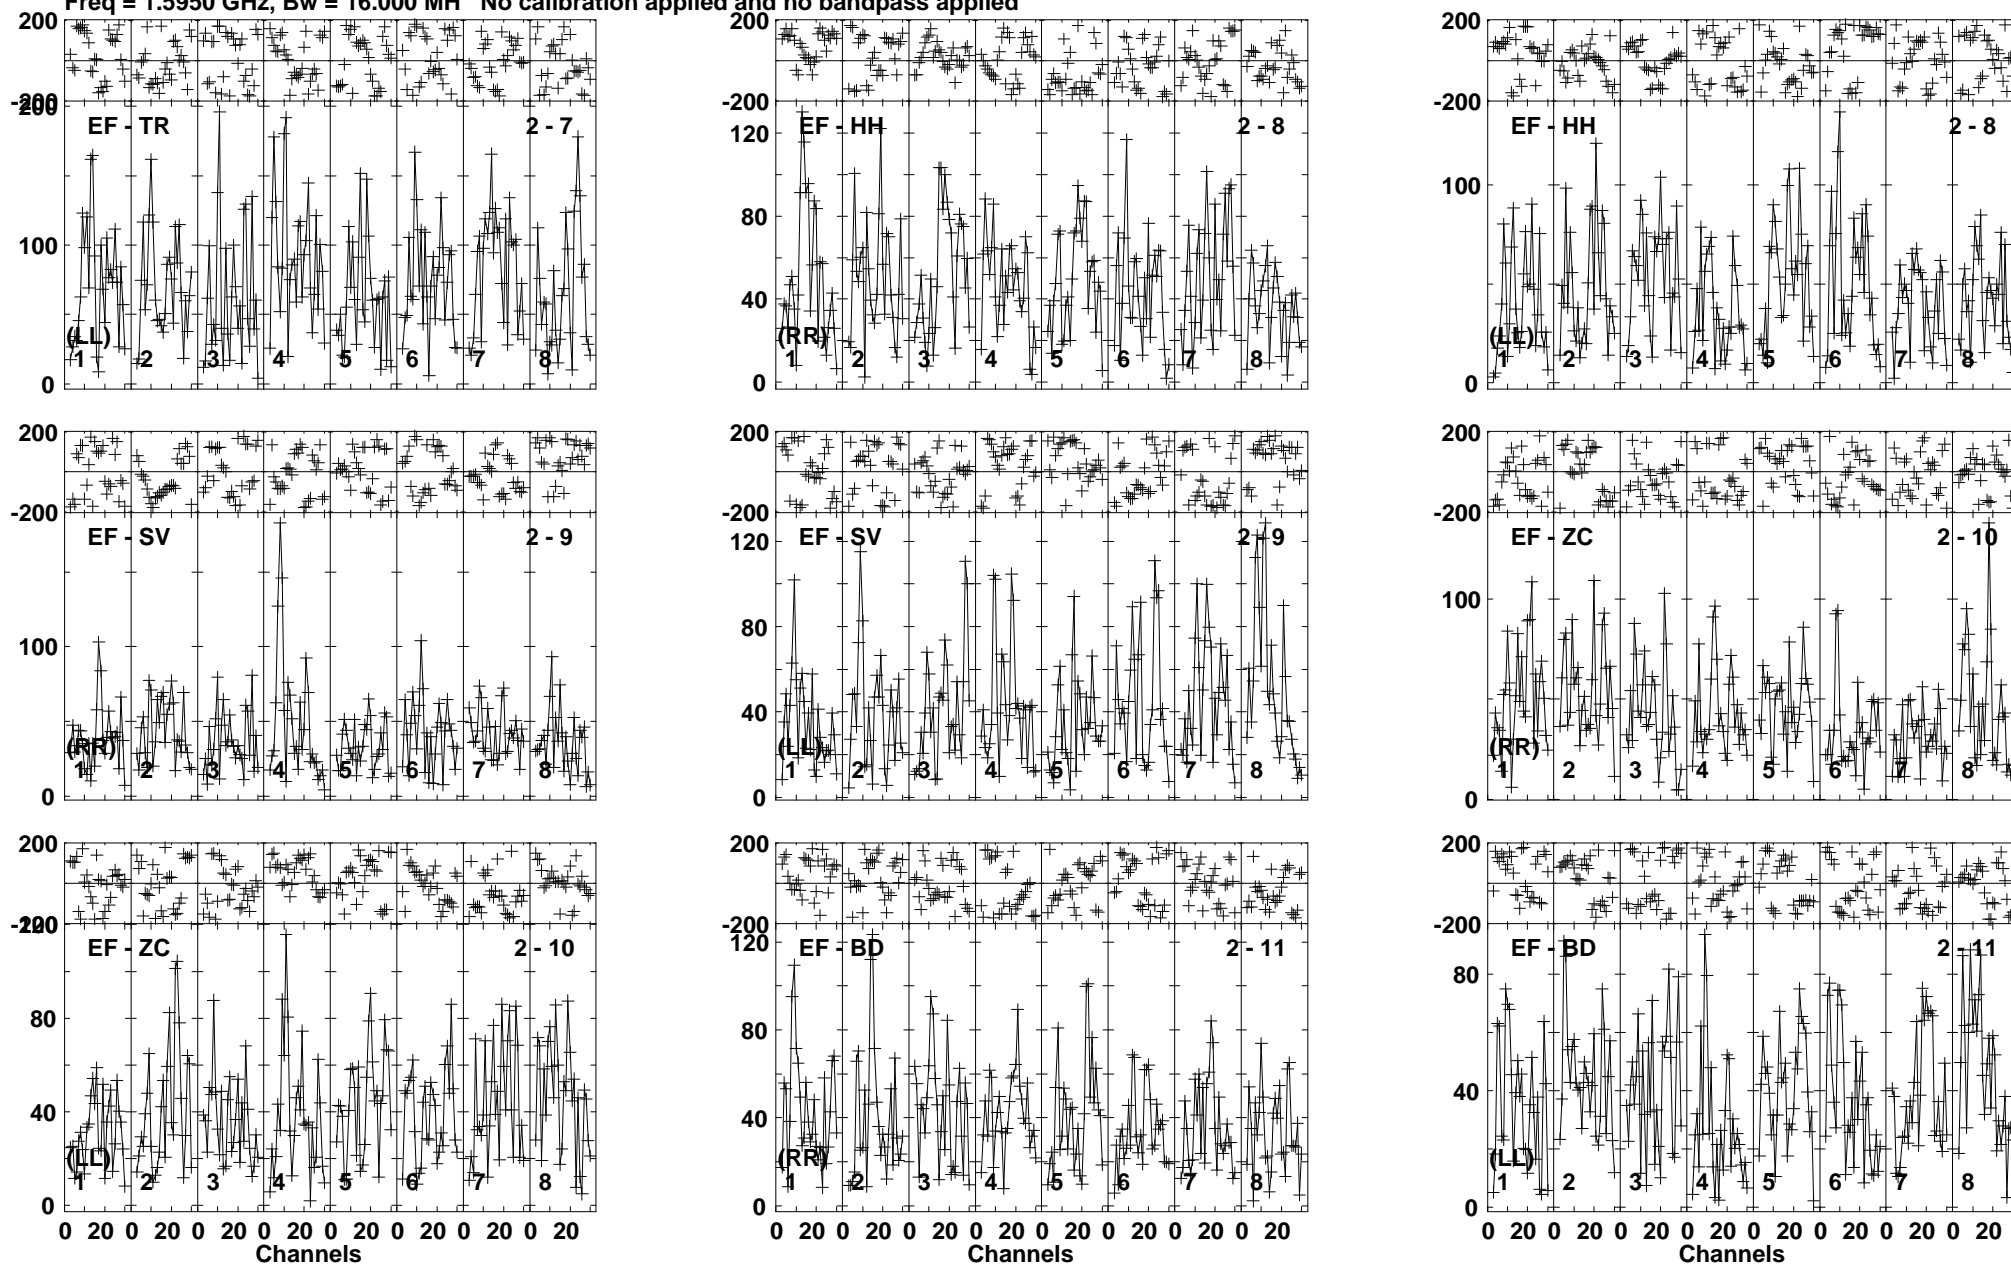 Freq = 1.5950 GHz, Bw = 16.000 MH No calibration applied and no bandpass applied
200 200 200
-200 -200 -200
200
EF - TR 2 - 7 EF - HH 2 - 8 EF - HH 2 - 8
120
100 80 100
40
(LL) (RR) (LL)
1 2 3 4 5 6 7 8 1 2 3 4 5 6 7 8 1 2 3 4 5 6 7 8
0 0 0
200 200 200
-200 -200 -200
EF - SV 2 - 9 EF - SV 2 - 9 EF - ZC 2 - 10
120
100 80 100
40
(RR) (LL) (RR)
1 2 3 4 5 6 7 8 1 2 3 4 5 6 7 8 1 2 3 4 5 6 7 8
0 0 0
200 200 200
-200 -200 -200
120 120
EF - ZC 2 - 10 EF - BD 2 - 11 EF - BD 2 - 11
80 80 80
40 40 40
(LL) (RR) (LL)
1 2 3 4 5 6 7 8 1 2 3 4 5 6 7 8 1 2 3 4 5 6 7 8
0 0 0
0 20 0 20 0 20 0 20 0 20 0 20 0 20 0 20 0 20 0 20 0 20 0 20 0 20 0 20 0 20 0 20 0 20 0 20 0 20 0 20 0 20 0 20 0 20 0 20
Channels Channels Channels